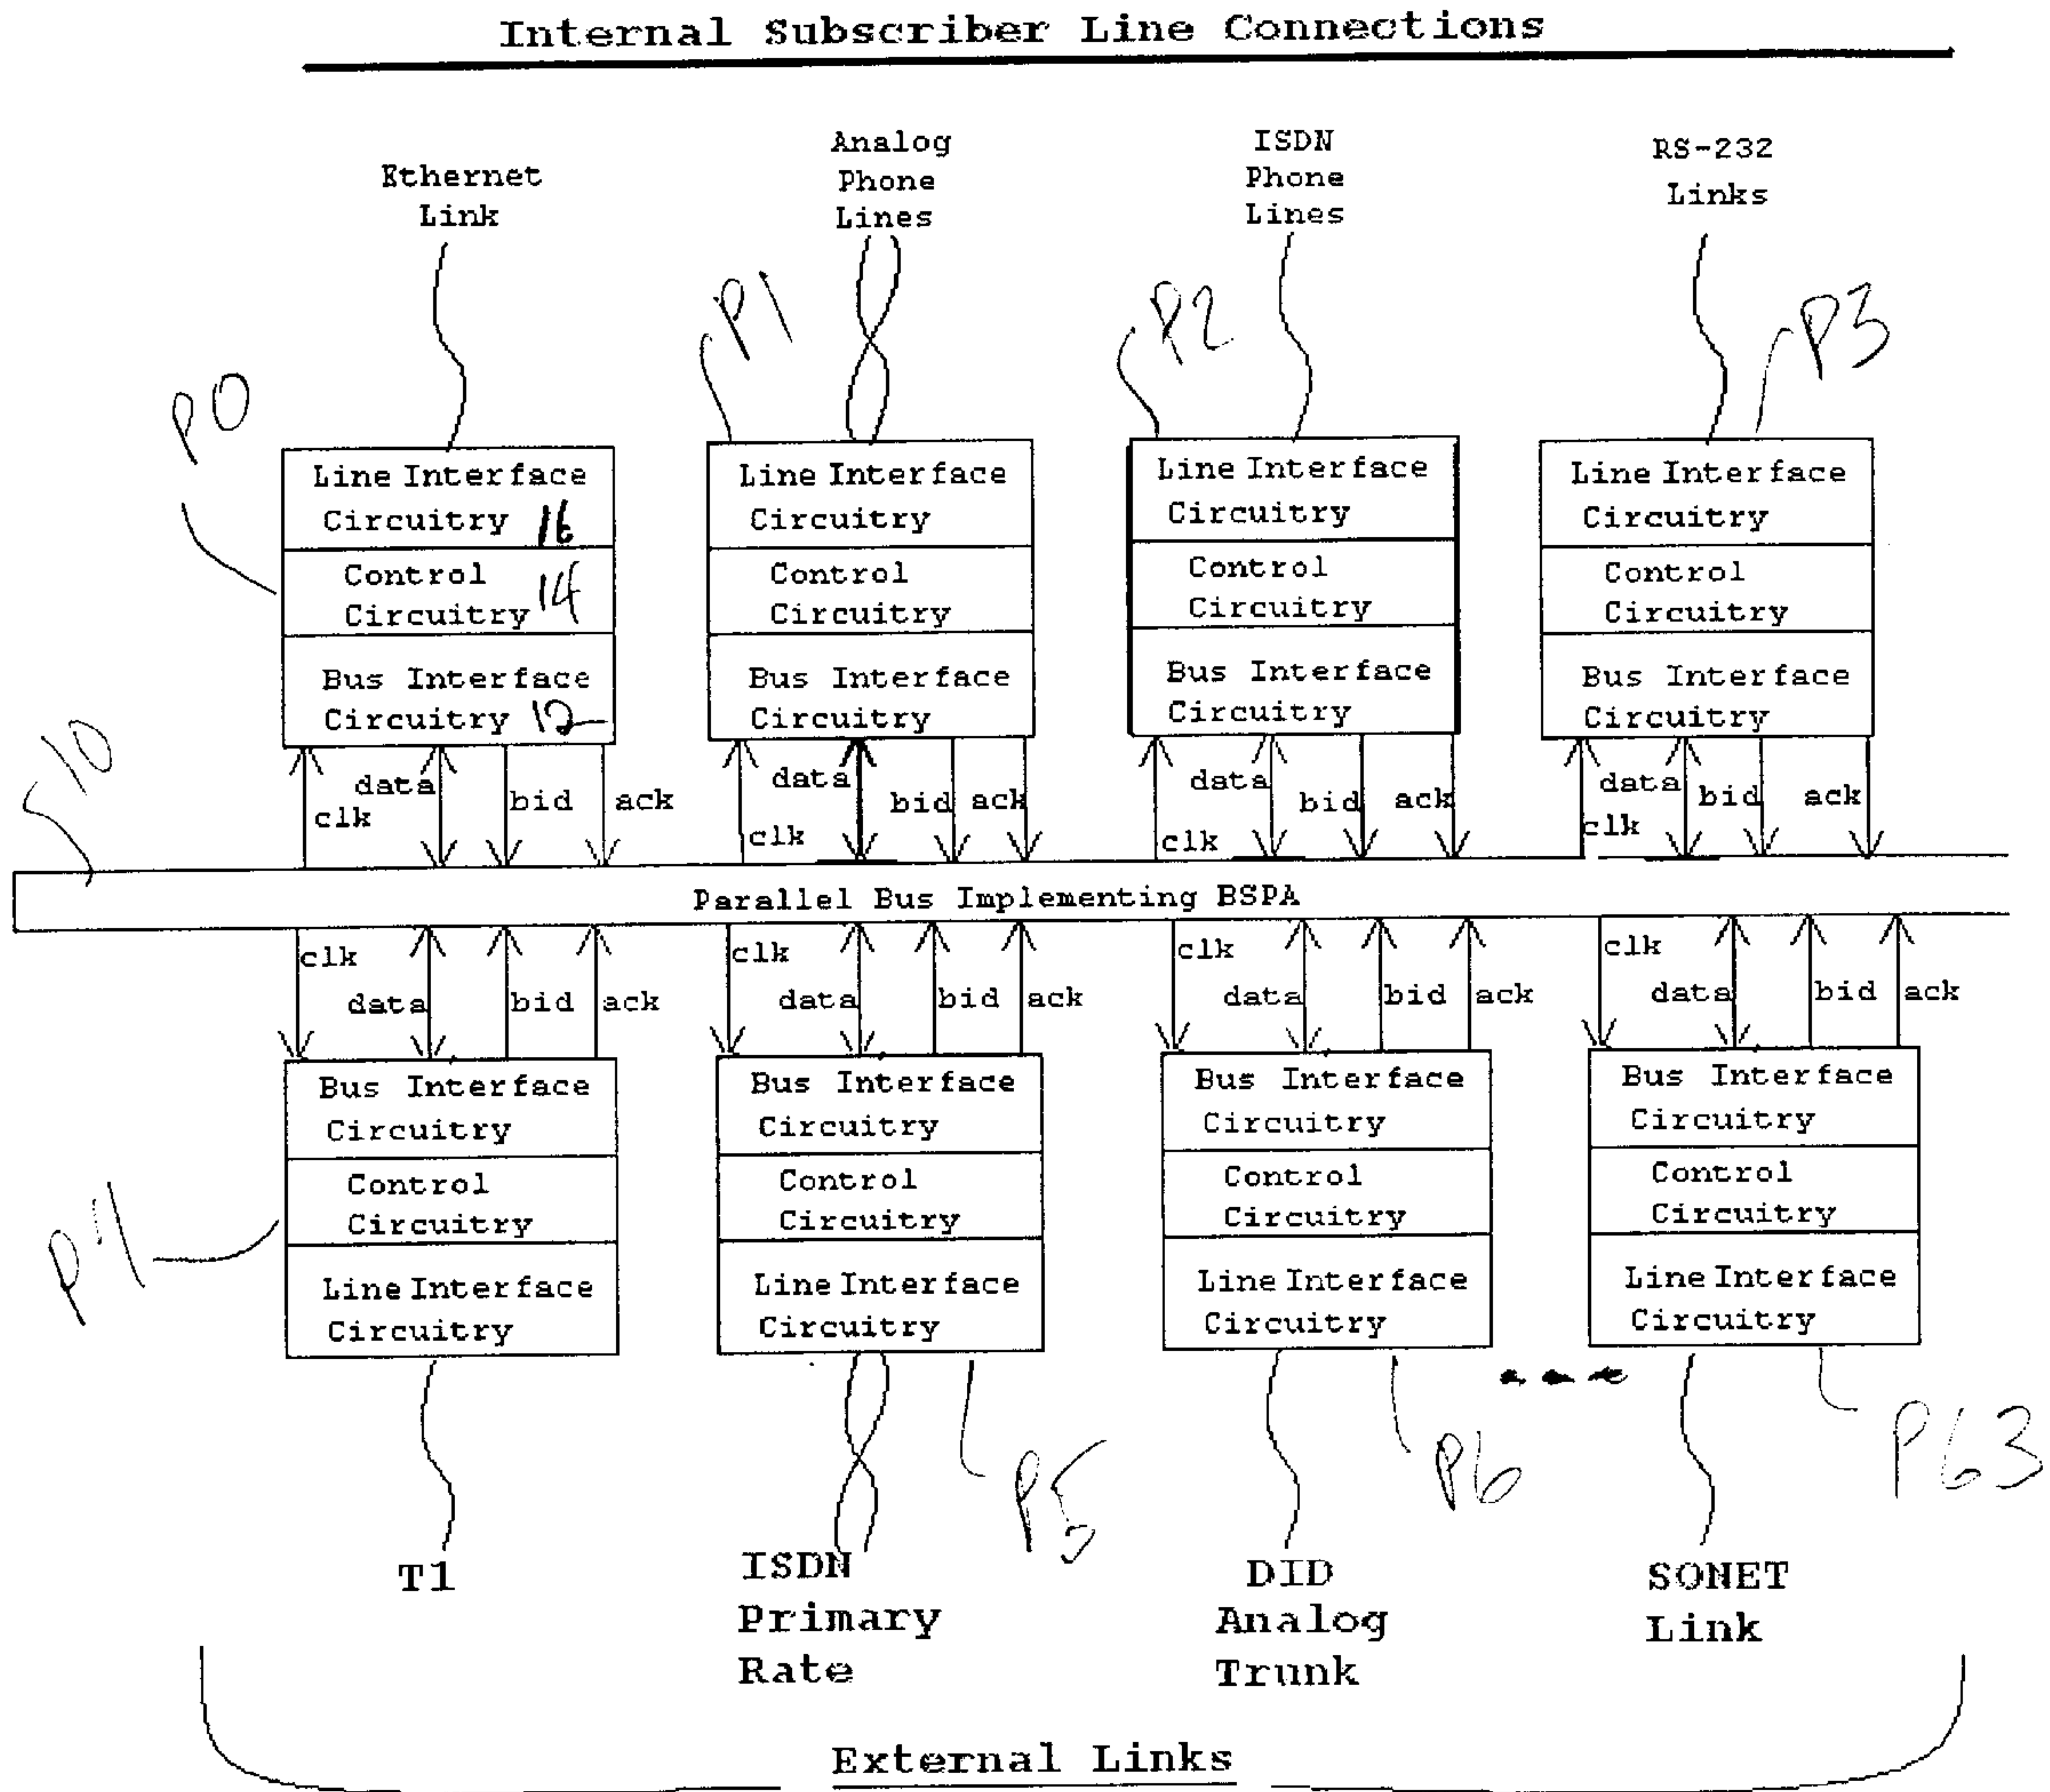 Internal Subscriber Line Connections
Ethernet
Link
Analog
Phone
Lines
ISDN
Phone
Lines
RS-232
Links
P0
P1
P2
P3
Line Interface
Circuitry 16
Control
Circuitry 14
Bus Interface
Circuitry 12
Line Interface
Circuitry
Control
Circuitry
Bus Interface
Circuitry
Line Interface
Circuitry
Control
Circuitry
Bus Interface
Circuitry
Line Interface
Circuitry
Control
Circuitry
Bus Interface
Circuitry
10
clk
data
bid
ack
clk
data
bid
ack
clk
data
bid
ack
clk
data
bid
ack
Parallel Bus Implementing BSPA
clk
data
bid
ack
clk
data
bid
ack
clk
data
bid
ack
clk
data
bid
ack
Bus Interface
Circuitry
Control
Circuitry
Line Interface
Circuitry
Bus Interface
Circuitry
Control
Circuitry
Line Interface
Circuitry
Bus Interface
Circuitry
Control
Circuitry
Line Interface
Circuitry
Bus Interface
Circuitry
Control
Circuitry
Line Interface
Circuitry
P5
P6
P63
T1
ISDN
Primary
Rate
DID
Analog
Trunk
SONET
Link
External Links